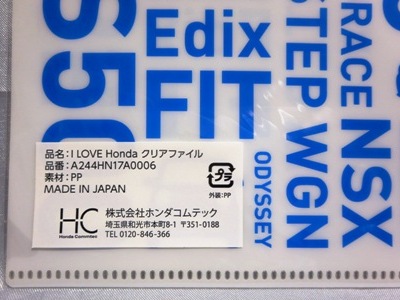 S50
Edix
FIT
ODYSSEY
STEP WGN
RACE
NSX
品名:I LOVE Honda クリアファイル
品番:A244HN17A0006
素材:PP
MADE IN JAPAN
プラ
外装:PP
HC
Honda Comtec
株式会社ホンダコムテック
埼玉県和光市本町8-1 〒351-0188
TEL 0120-846-366